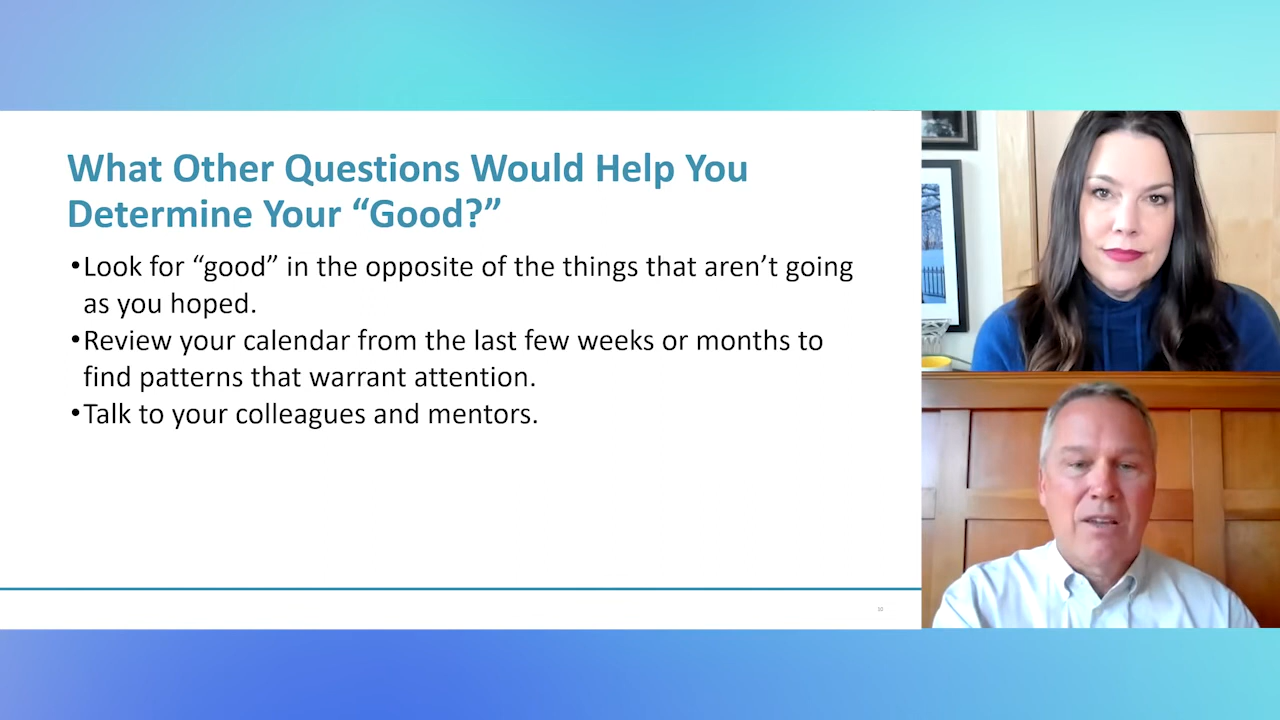 What Other Questions Would Help You
Determine Your “Good?”
•Look for “good” in the opposite of the things that aren’t going
as you hoped.
•Review your calendar from the last few weeks or months to
find patterns that warrant attention.
•Talk to your colleagues and mentors.